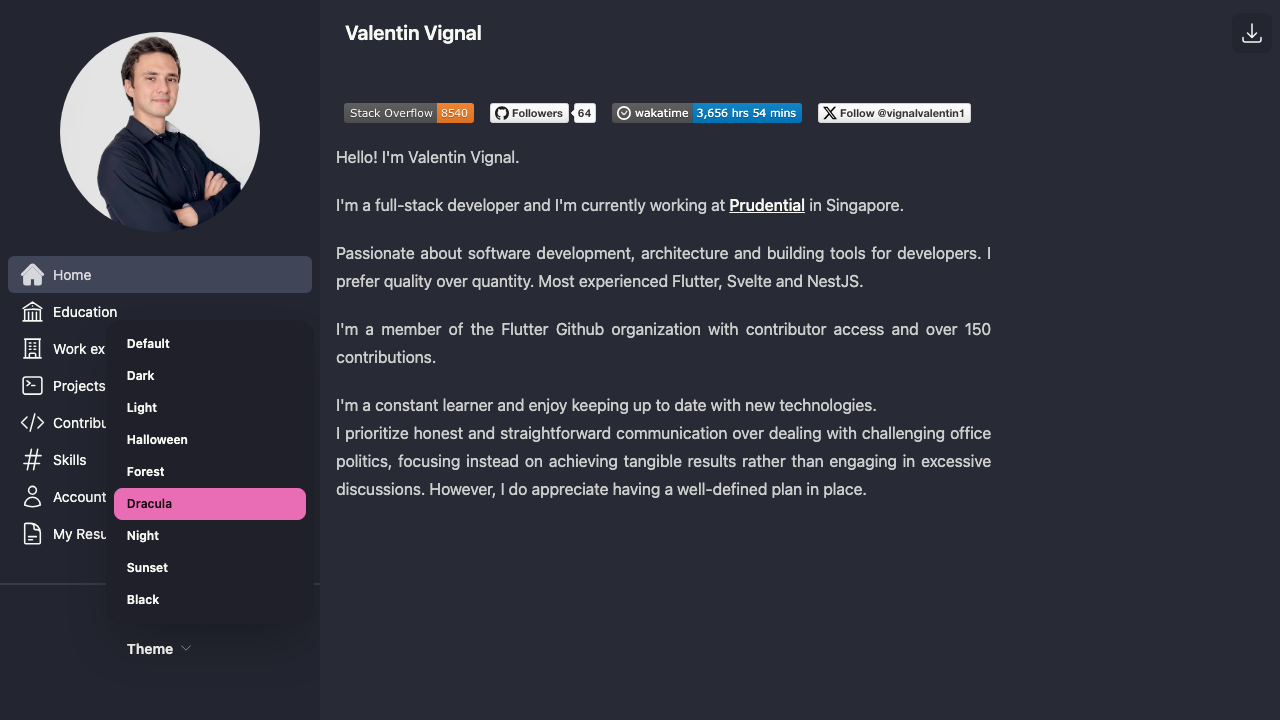 Valentin Vignal
Stack Overflow 8540
Followers 64
wakatime 3,656 hrs 54 mins
Follow @vignalvalentin1
Hello! I'm Valentin Vignal.
I'm a full-stack developer and I'm currently working at Prudential in Singapore.
Passionate about software development, architecture and building tools for developers. I
prefer quality over quantity. Most experienced Flutter, Svelte and NestJS.
I'm a member of the Flutter Github organization with contributor access and over 150
contributions.
I'm a constant learner and enjoy keeping up to date with new technologies.
I prioritize honest and straightforward communication over dealing with challenging office
politics, focusing instead on achieving tangible results rather than engaging in excessive
discussions. However, I do appreciate having a well-defined plan in place.
Home
Education
Work ex
Projects
Contribu
Skills
Account
My Resu
Default
Dark
Light
Halloween
Forest
Dracula
Night
Sunset
Black
Theme